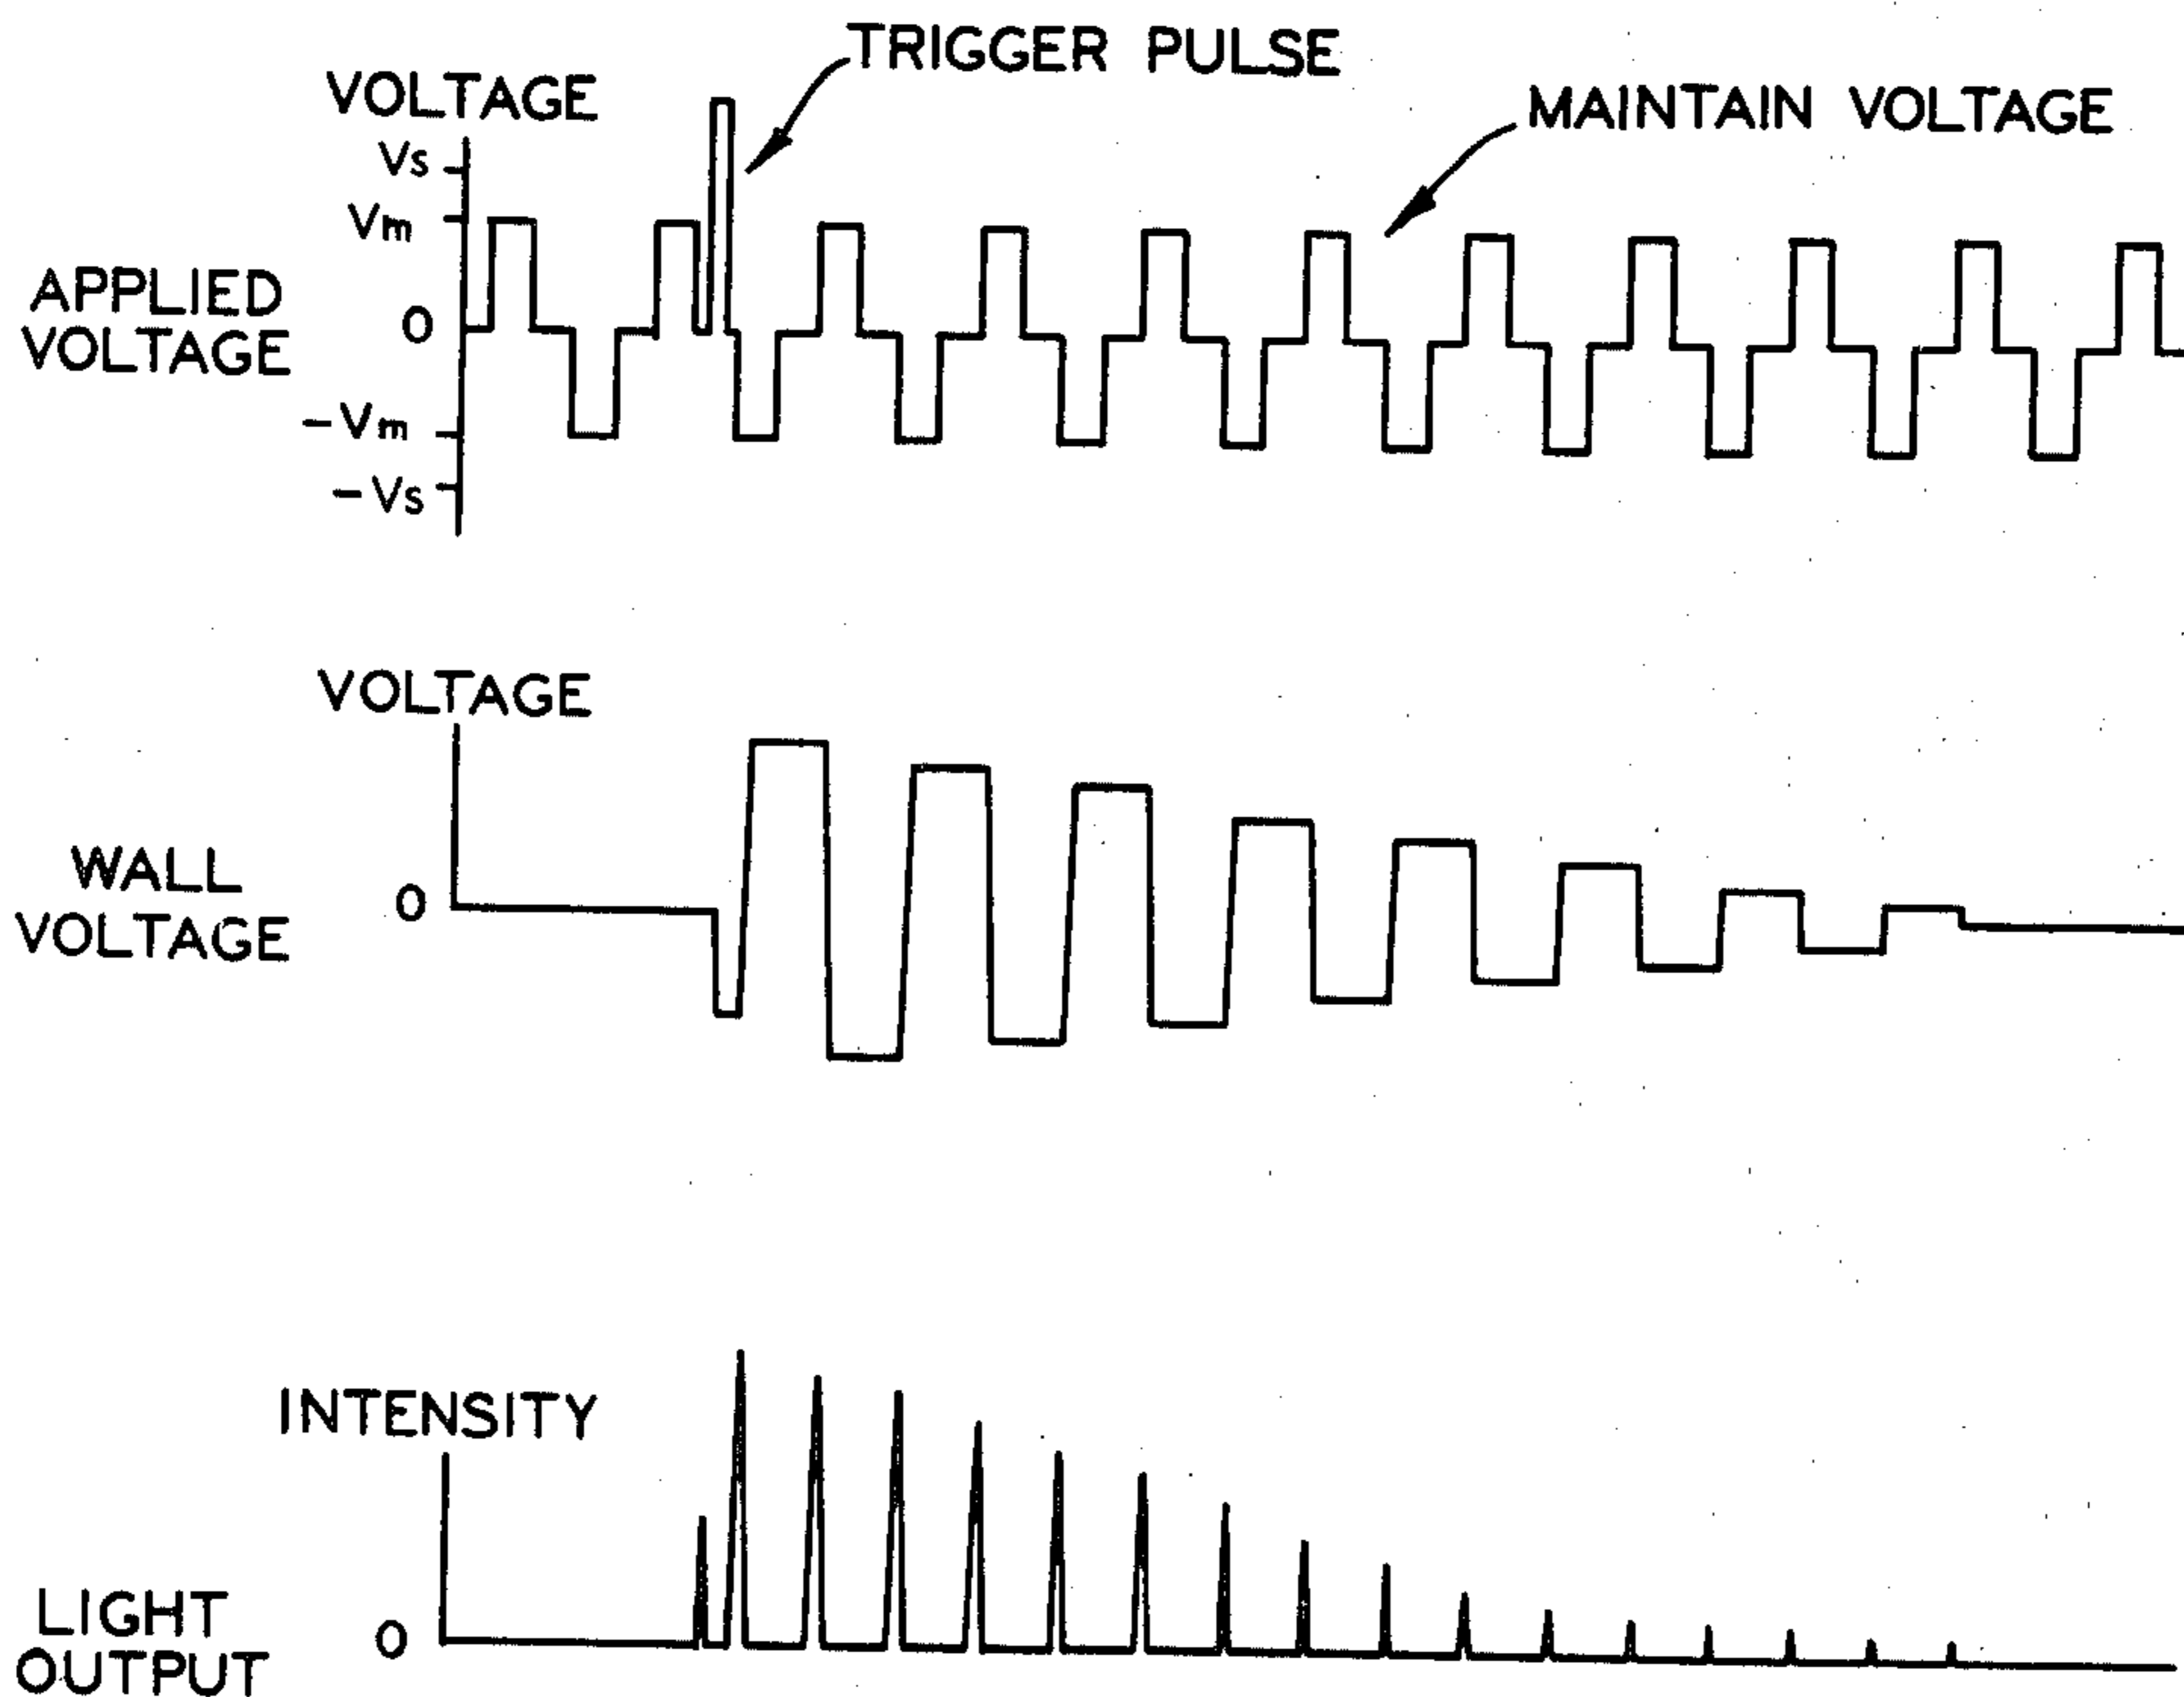 TRIGGER PULSE
VOLTAGE
MAINTAIN VOLTAGE
Vs
Vm
APPLIED
VOLTAGE
0
-Vm
-Vs
VOLTAGE
WALL
VOLTAGE
0
INTENSITY
LIGHT
OUTPUT
0